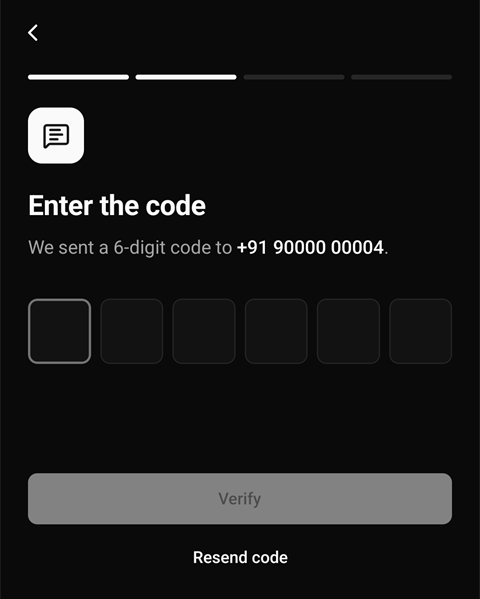 Enter the code
We sent a 6-digit code to +91 90000 00004.
Verify
Resend code